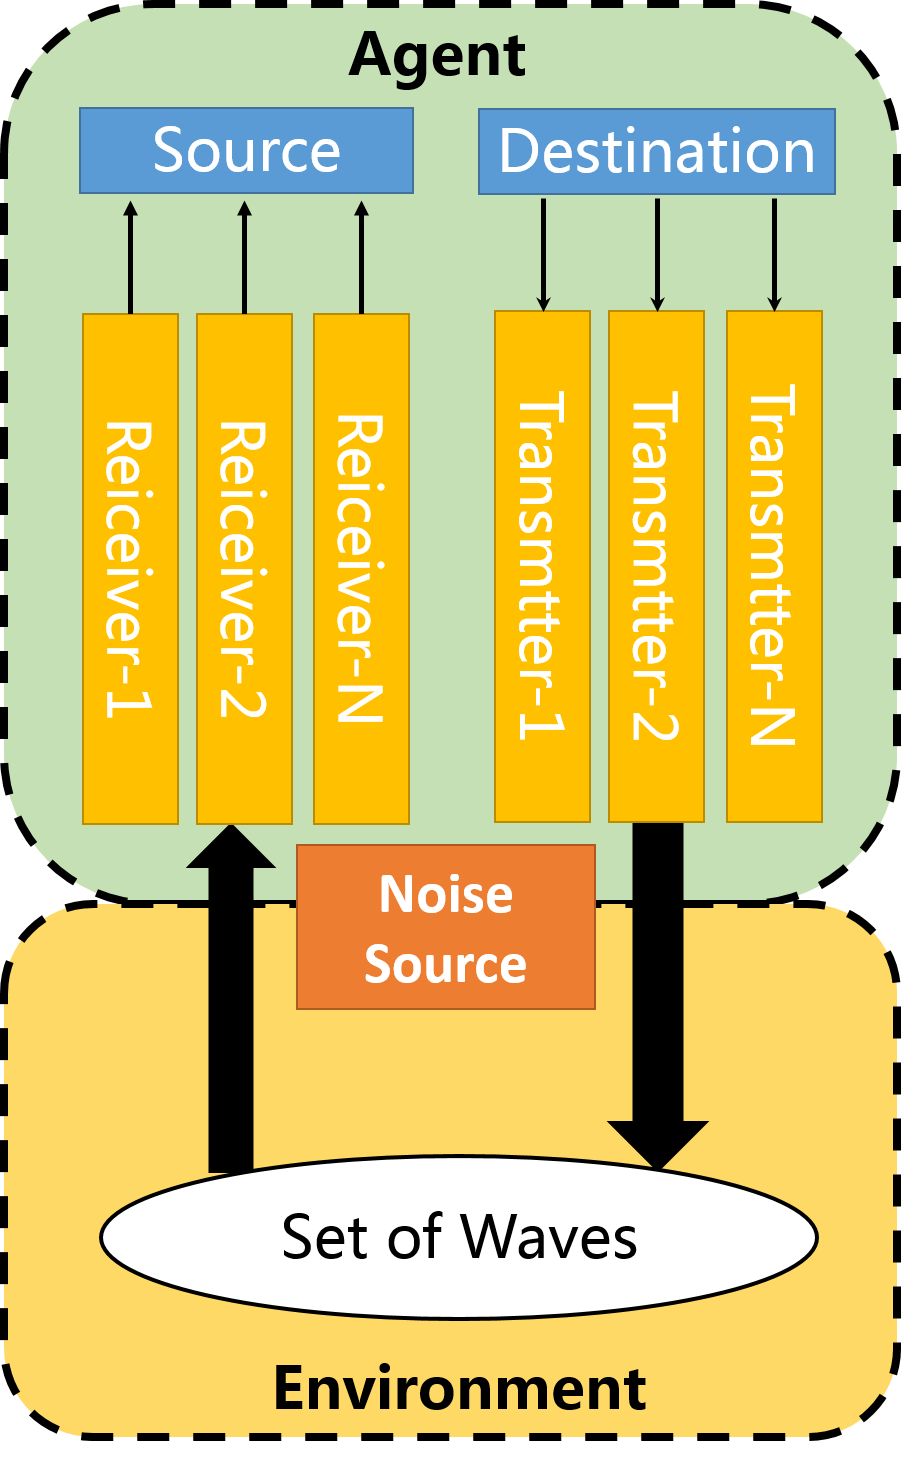 Agent
Source
Destination
Reiceiver-1
Reiceiver-2
Reiceiver-N
Transmtter-1
Transmtter-2
Transmtter-N
Noise
Source
Set of Waves
Environment